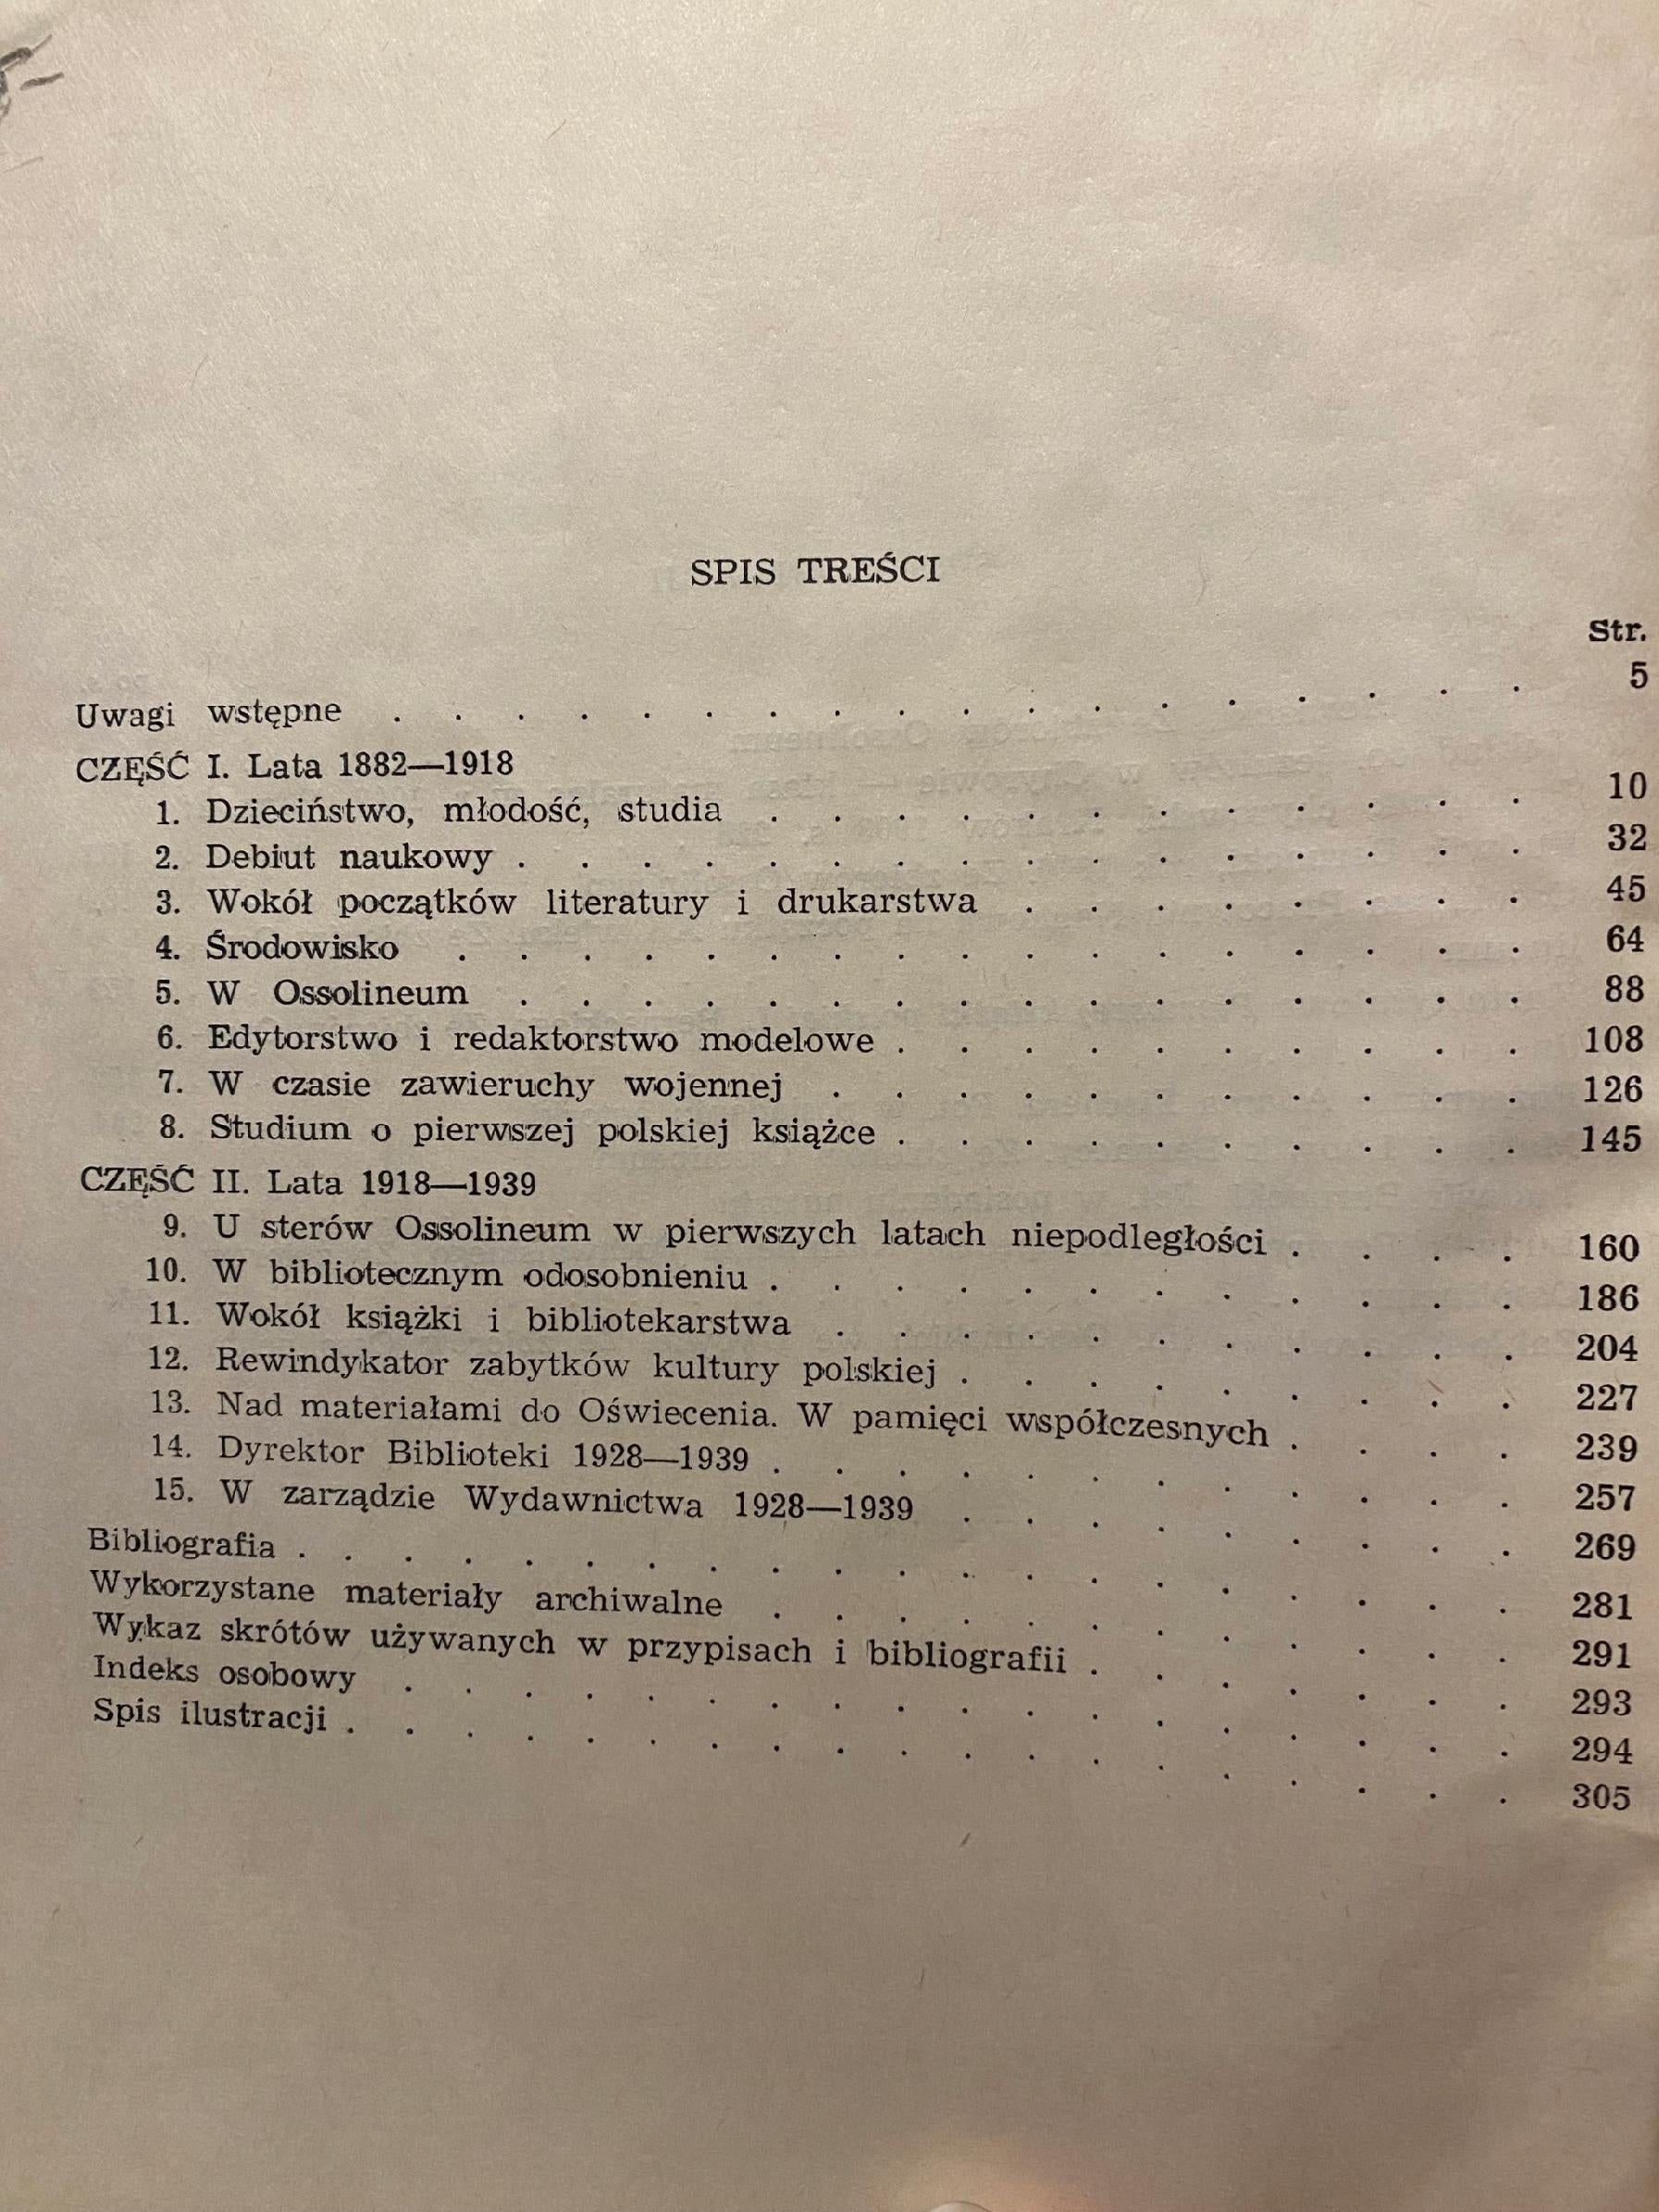 SPIS TREŚCI
Str.
Uwagi wstępne . . . . . . . . . . . . . . . . . . 5
CZĘŚĆ I. Lata 1882—1918
1. Dzieciństwo, młodość, studia . . . . . . . . . . . . 10
2. Debiut naukowy . . . . . . . . . . . . . . . . 32
3. Wokół początków literatury i drukarstwa . . . . . . . . 45
4. Środowisko . . . . . . . . . . . . . . . . . 64
5. W Ossolineum . . . . . . . . . . . . . . . . 88
6. Edytorstwo i redaktorstwo modelowe . . . . . . . . . . 108
7. W czasie zawieruchy wojennej . . . . . . . . . . . 126
8. Studium o pierwszej polskiej książce . . . . . . . . . . 145
CZĘŚĆ II. Lata 1918—1939
9. U sterów Ossolineum w pierwszych latach niepodległości . . . . 160
10. W bibliotecznym odosobnieniu . . . . . . . . . . . . 186
11. Wokół książki i bibliotekarstwa . . . . . . . . . . . 204
12. Rewindykator zabytków kultury polskiej . . . . . . . . . 227
13. Nad materiałami do Oświecenia. W pamięci współczesnych . . . . 239
14. Dyrektor Biblioteki 1928—1939 . . . . . . . . . . . . 257
15. W zarządzie Wydawnictwa 1928—1939 . . . . . . . . . 269
Bibliografia . . . . . . . . . . . . . . . . . . . 281
Wykorzystane materiały archiwalne . . . . . . . . . . . . 291
Wykaz skrótów używanych w przypisach i bibliografii . . . . . . . 293
Indeks osobowy . . . . . . . . . . . . . . . . . . 294
Spis ilustracji . . . . . . . . . . . . . . . . . . . 305